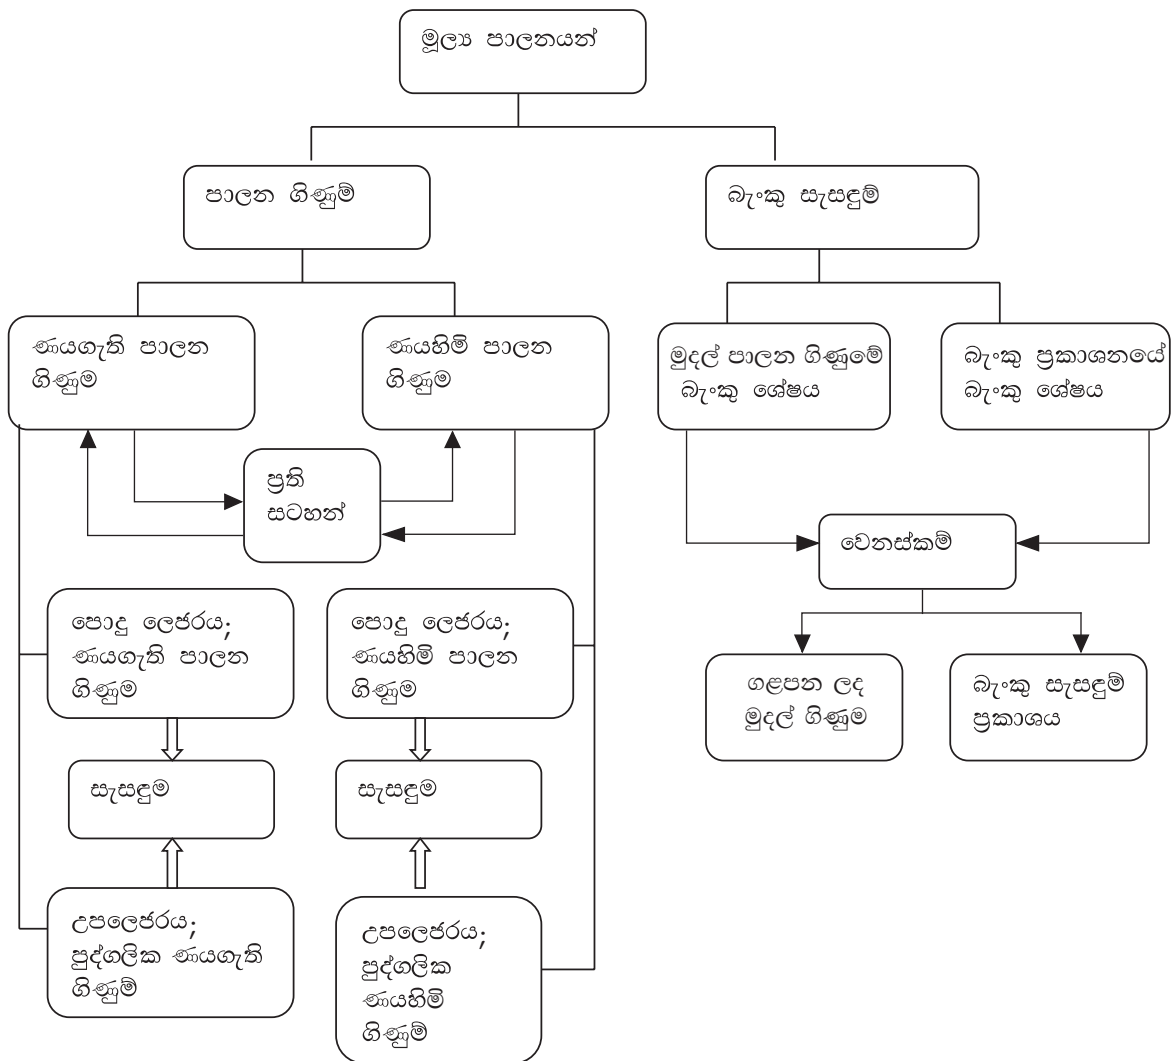 මූල්‍ය පාලනයන්
පාලන ගිණුම්
බැංකු සැසඳුම්
ණයගැති පාලන
ගිණුම
ණයහිමි පාලන
ගිණුම
මුදල් පාලන ගිණුමේ
බැංකු ශේෂය
බැංකු ප්‍රකාශනයේ
බැංකු ශේෂය
ප්‍රති
සටහන්
වෙනස්කම්
පොදු ලෙජරය;
ණයගැති පාලන
ගිණුම
පොදු ලෙජරය;
ණයහිමි පාලන
ගිණුම
ගළපන ලද
මුදල් ගිණුම
බැංකු සැසඳුම්
ප්‍රකාශය
සැසඳුම
සැසඳුම
උපලෙජරය;
පුද්ගලික ණයගැති
ගිණුම්
උපලෙජරය;
පුද්ගලික
ණයහිමි
ගිණුම්